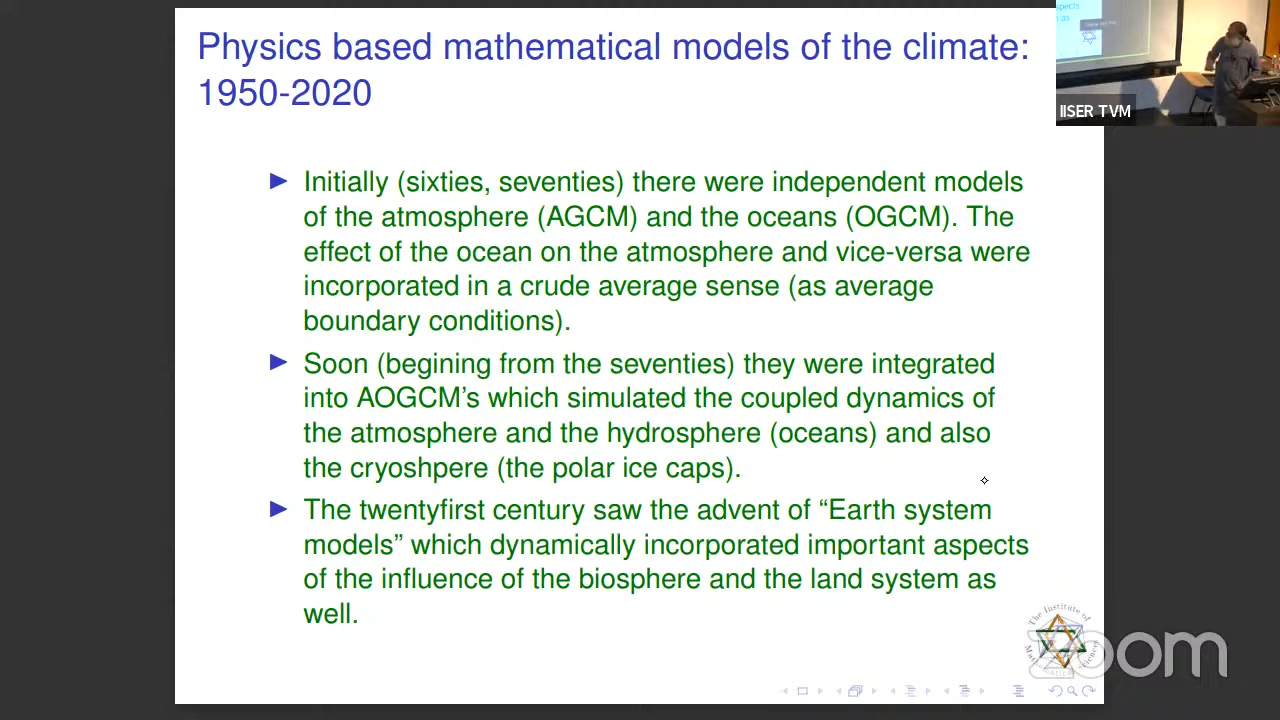 Physics based mathematical models of the climate:
1950-2020
Initially (sixties, seventies) there were independent models
of the atmosphere (AGCM) and the oceans (OGCM). The
effect of the ocean on the atmosphere and vice-versa were
incorporated in a crude average sense (as average
boundary conditions).
Soon (begining from the seventies) they were integrated
into AOGCM's which simulated the coupled dynamics of
the atmosphere and the hydrosphere (oceans) and also
the cryoshpere (the polar ice caps).
The twentyfirst century saw the advent of “Earth system
models” which dynamically incorporated important aspects
of the influence of the biosphere and the land system as
well.
IISER TVM
The Institute of
zoom